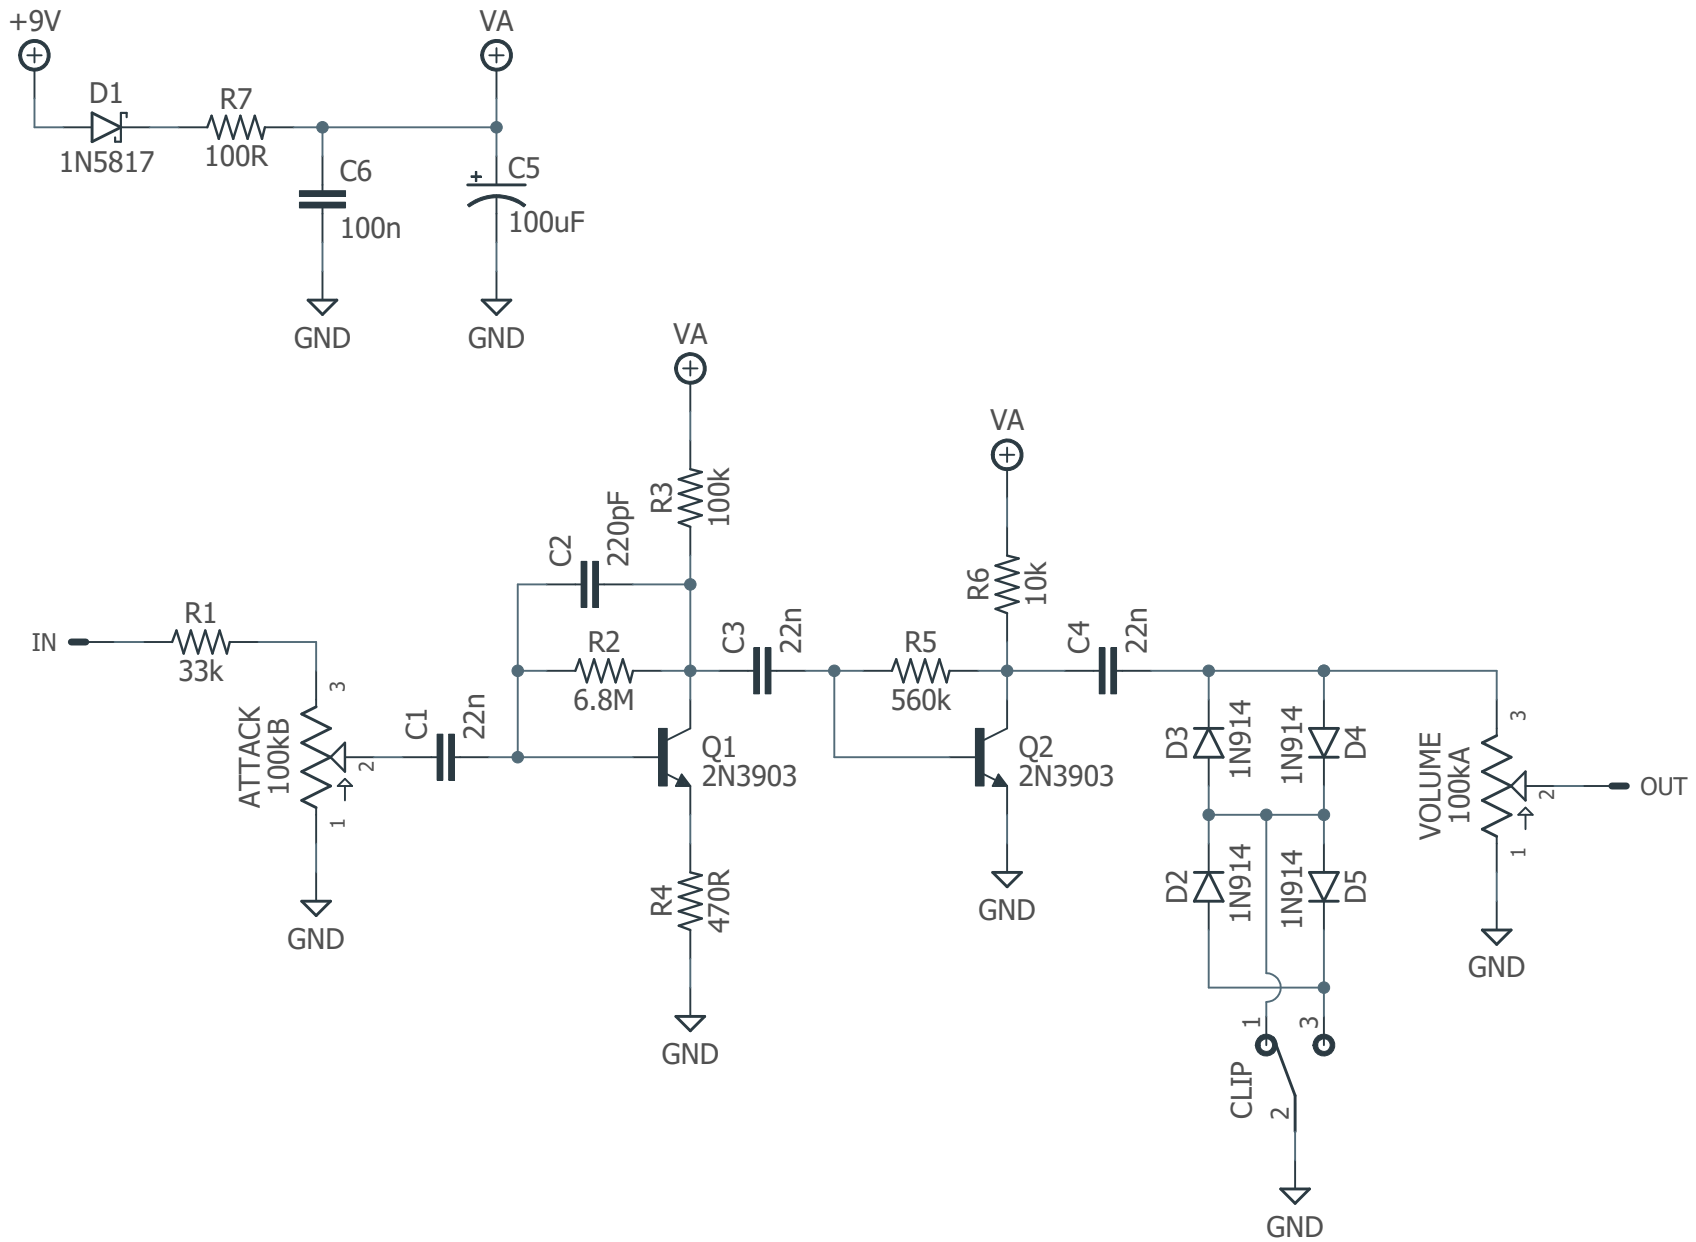 +9V
VA
D1
1N5817
R7
100R
C6
100n
+
C5
100uF
GND
GND
VA
R3
100k
C2
220pF
VA
R6
10k
IN
R1
33k
R2
6.8M
C3
22n
R5
560k
C4
22n
ATTACK
100kB
3
2
1
C1
22n
Q1
2N3903
Q2
2N3903
D3
1N914
1N914
D4
VOLUME
100kA
3
2
1
OUT
R4
470R
D2
1N914
1N914
D5
GND
GND
GND
GND
1
3
CLIP
2
GND